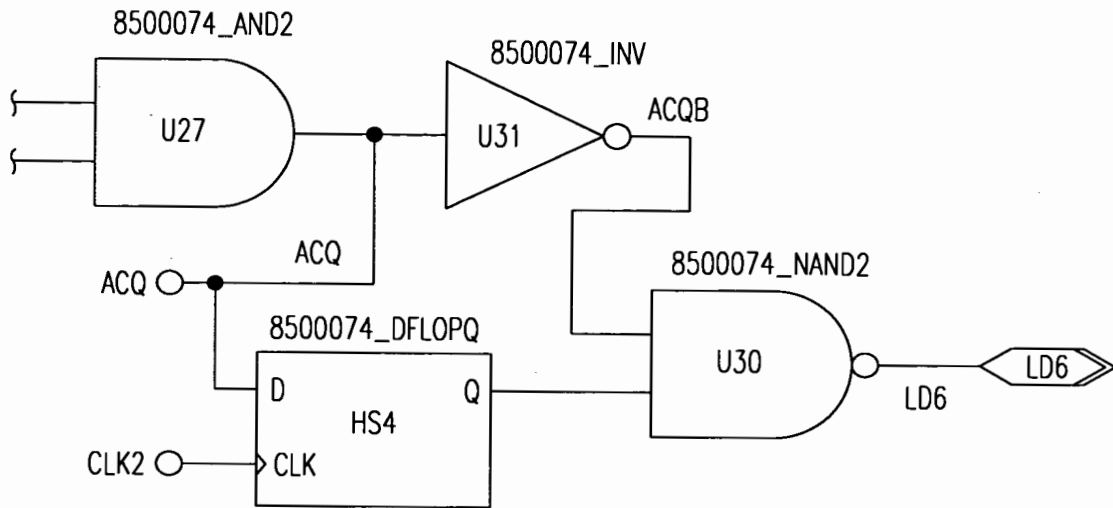 8500074_AND2
8500074_INV
U27
U31
ACQB
ACQ
ACQ
8500074_NAND2
8500074_DFLOPQ
D
Q
U30
LD6
LD6
HS4
CLK2
CLK